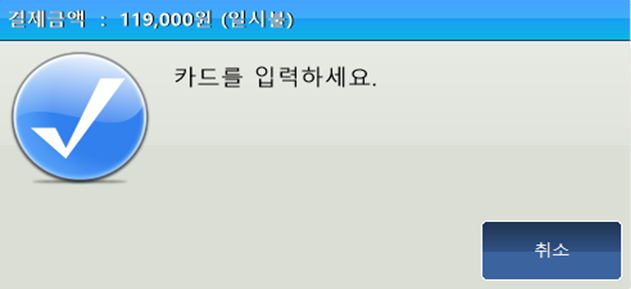 결제금액 : 119,000원 (일시불)
카드를 입력하세요.
취소